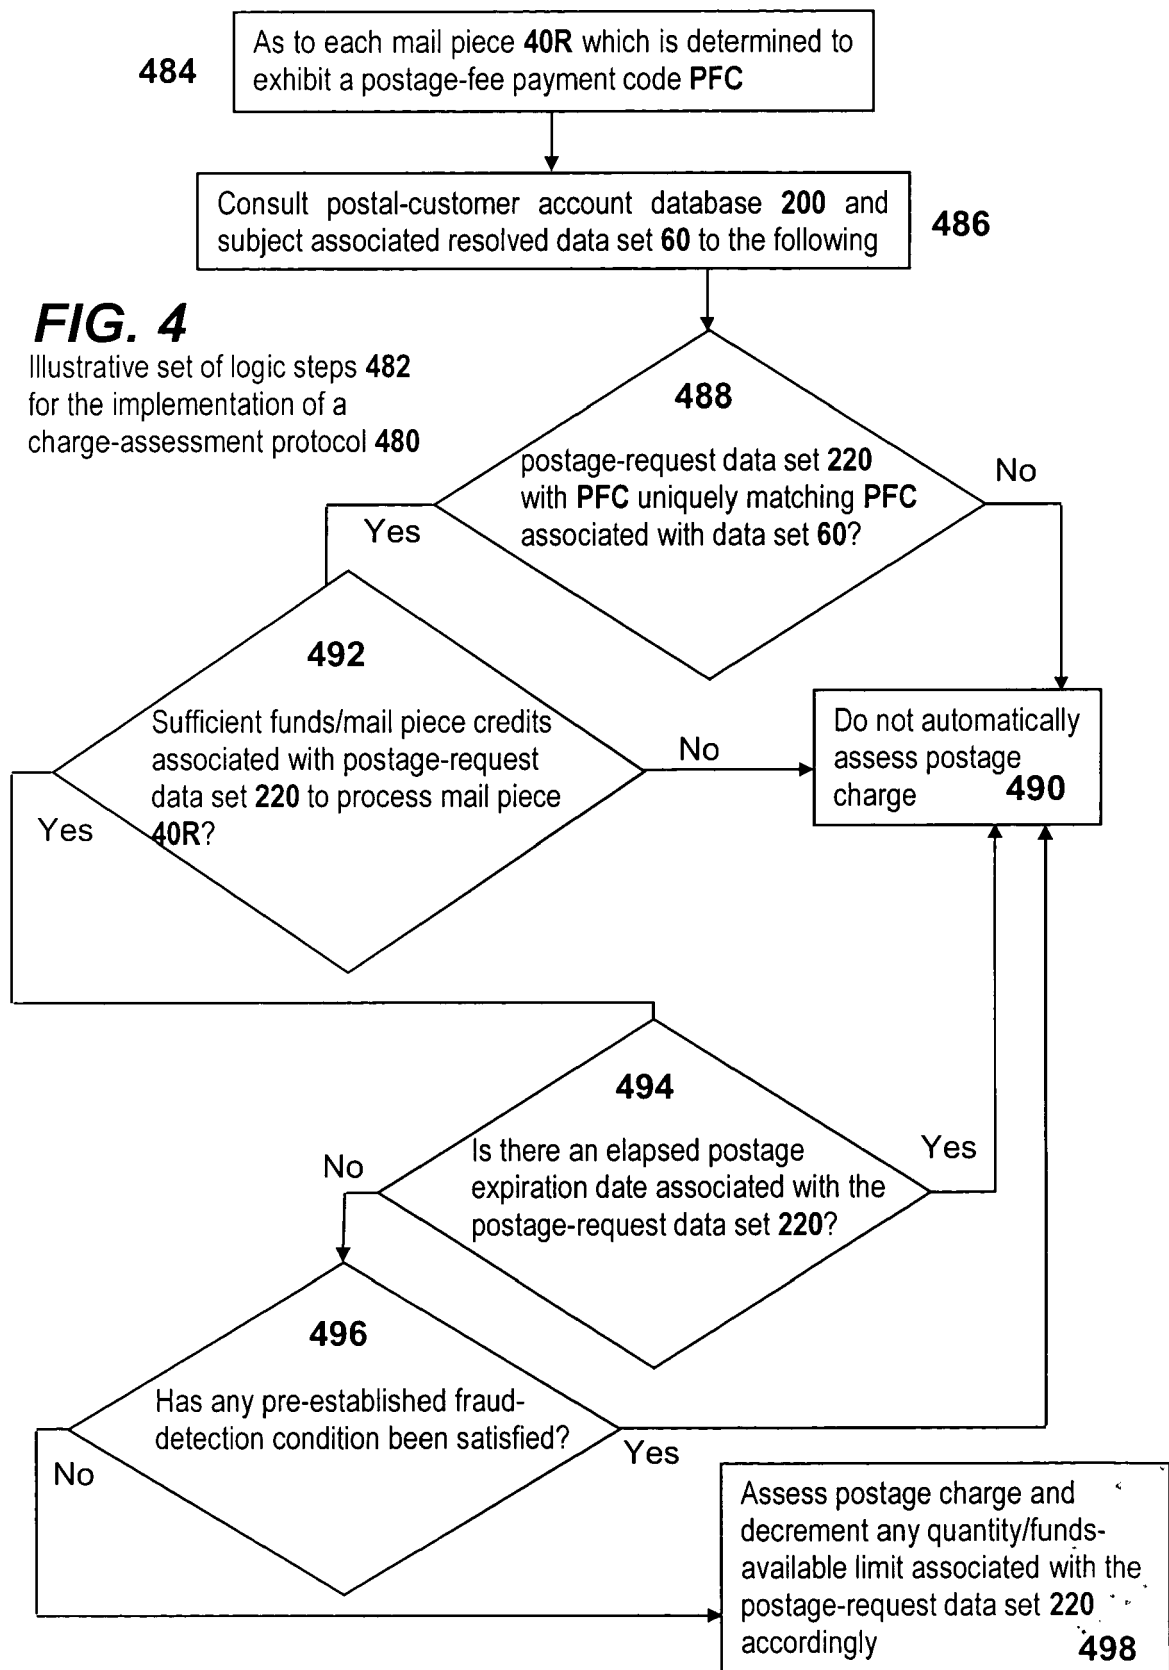 As to each mail piece 40R which is determined to
exhibit a postage-fee payment code PFC
484
Consult postal-customer account database 200 and
subject associated resolved data set 60 to the following
486
FIG. 4
Illustrative set of logic steps 482
for the implementation of a
charge-assessment protocol 480
488
postage-request data set 220
with PFC uniquely matching PFC
associated with data set 60?
No
Yes
492
Sufficient funds/mail piece credits
associated with postage-request
data set 220 to process mail piece
40R?
No
Yes
Do not automatically
assess postage
charge 490
494
Is there an elapsed postage
expiration date associated with the
postage-request data set 220?
Yes
No
496
Has any pre-established fraud-
detection condition been satisfied?
Yes
No
Assess postage charge and
decrement any quantity/funds-
available limit associated with the
postage-request data set 220
accordingly 498